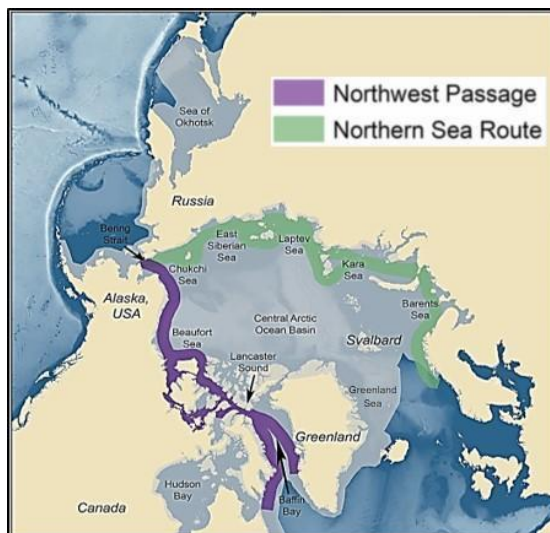 Northwest Passage
Northern Sea Route
Sea of
Okhotsk
Russia
Bering
Strait
East
Siberian
Sea
Laptev
Sea
Kara
Sea
Chukchi
Sea
Alaska,
USA
Barents
Sea
Central Arctic
Ocean Basin
Svalbard
Beaufort
Sea
Lancaster
Sound
Greenland
Sea
Greenland
Hudson
Bay
Baffin
Bay
Canada